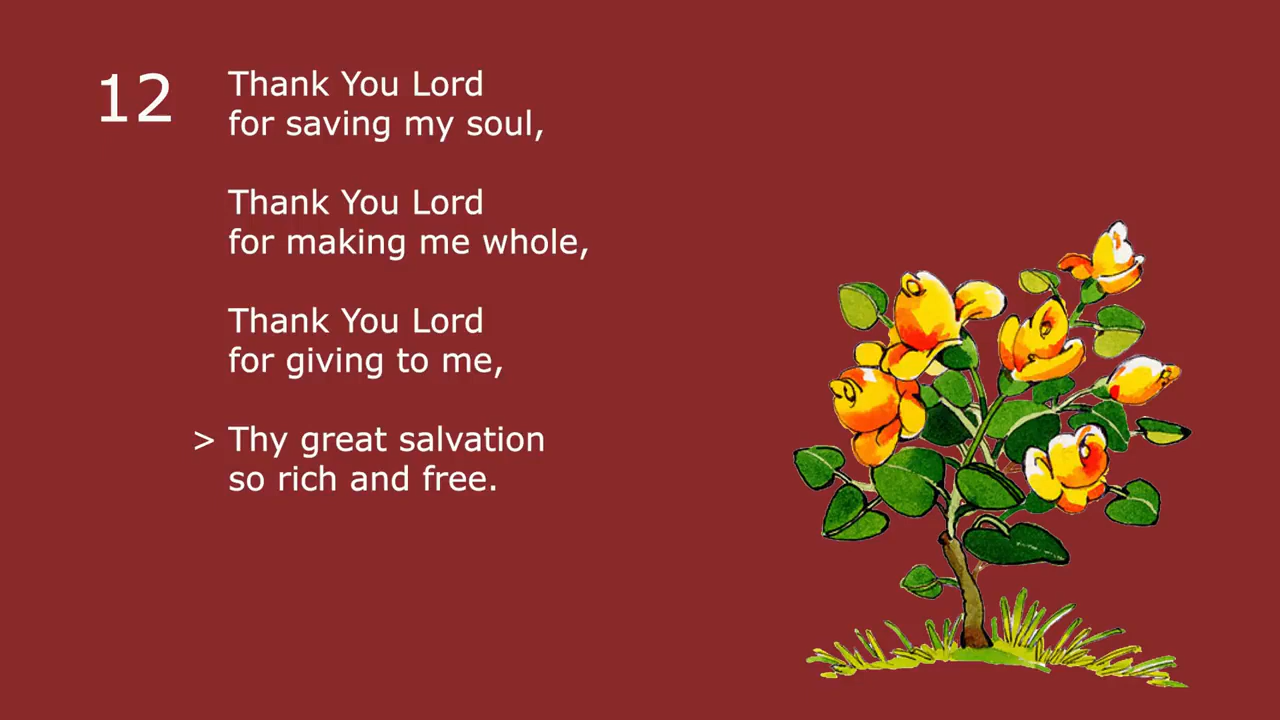 12
Thank You Lord
for saving my soul,
Thank You Lord
for making me whole,
Thank You Lord
for giving to me,
> Thy great salvation
so rich and free.